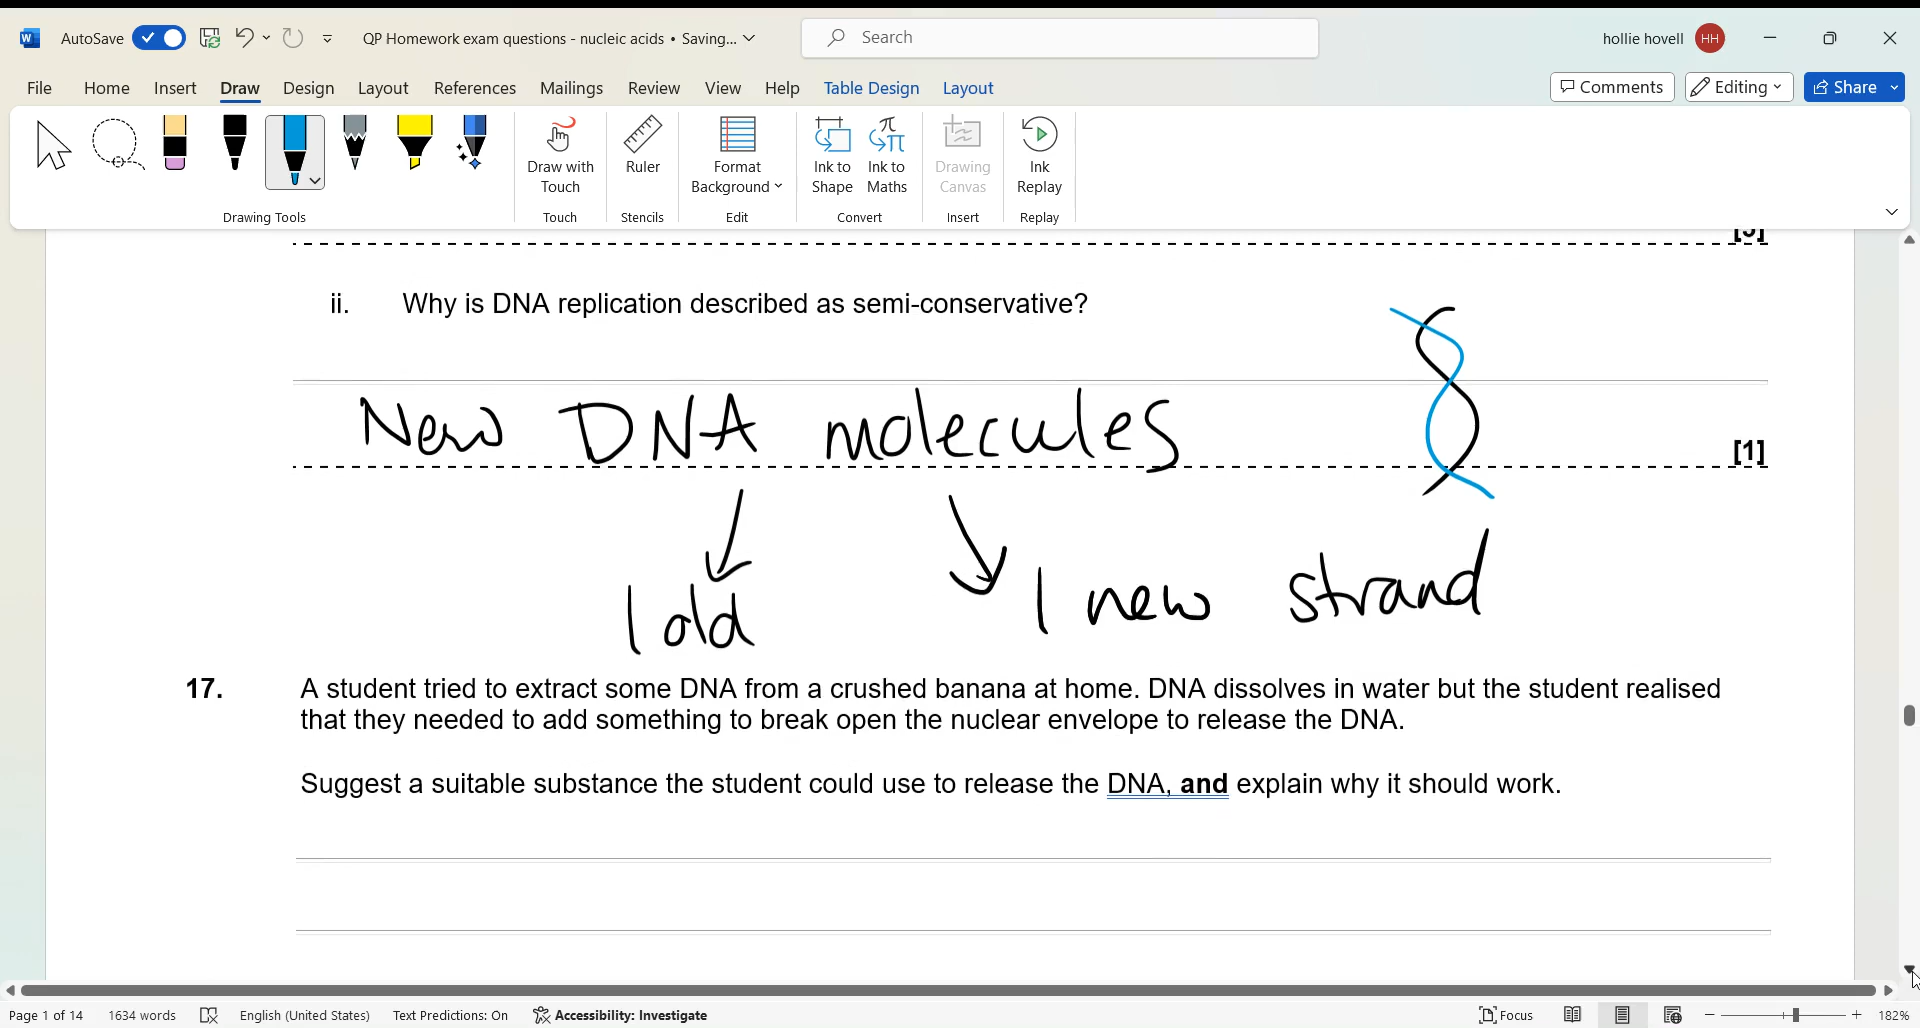 AutoSave
QP Homework exam questions - nucleic acids • Saving...
Search
hollie hovell
HH
File Home Insert Draw Design Layout References Mailings Review View Help Table Design Layout
Comments Editing Share
Draw with Touch
Ruler
Format Background
Ink to Shape
Ink to Maths
Drawing Canvas
Ink Replay
Drawing Tools Touch Stencils Edit Convert Insert Replay
ii. Why is DNA replication described as semi-conservative?
New DNA molecules
[1]
1 old
1 new strand
17. A student tried to extract some DNA from a crushed banana at home. DNA dissolves in water but the student realised
that they needed to add something to break open the nuclear envelope to release the DNA.
Suggest a suitable substance the student could use to release the DNA, and explain why it should work.
Page 1 of 14 1634 words English (United States) Text Predictions: On Accessibility: Investigate Focus 182%